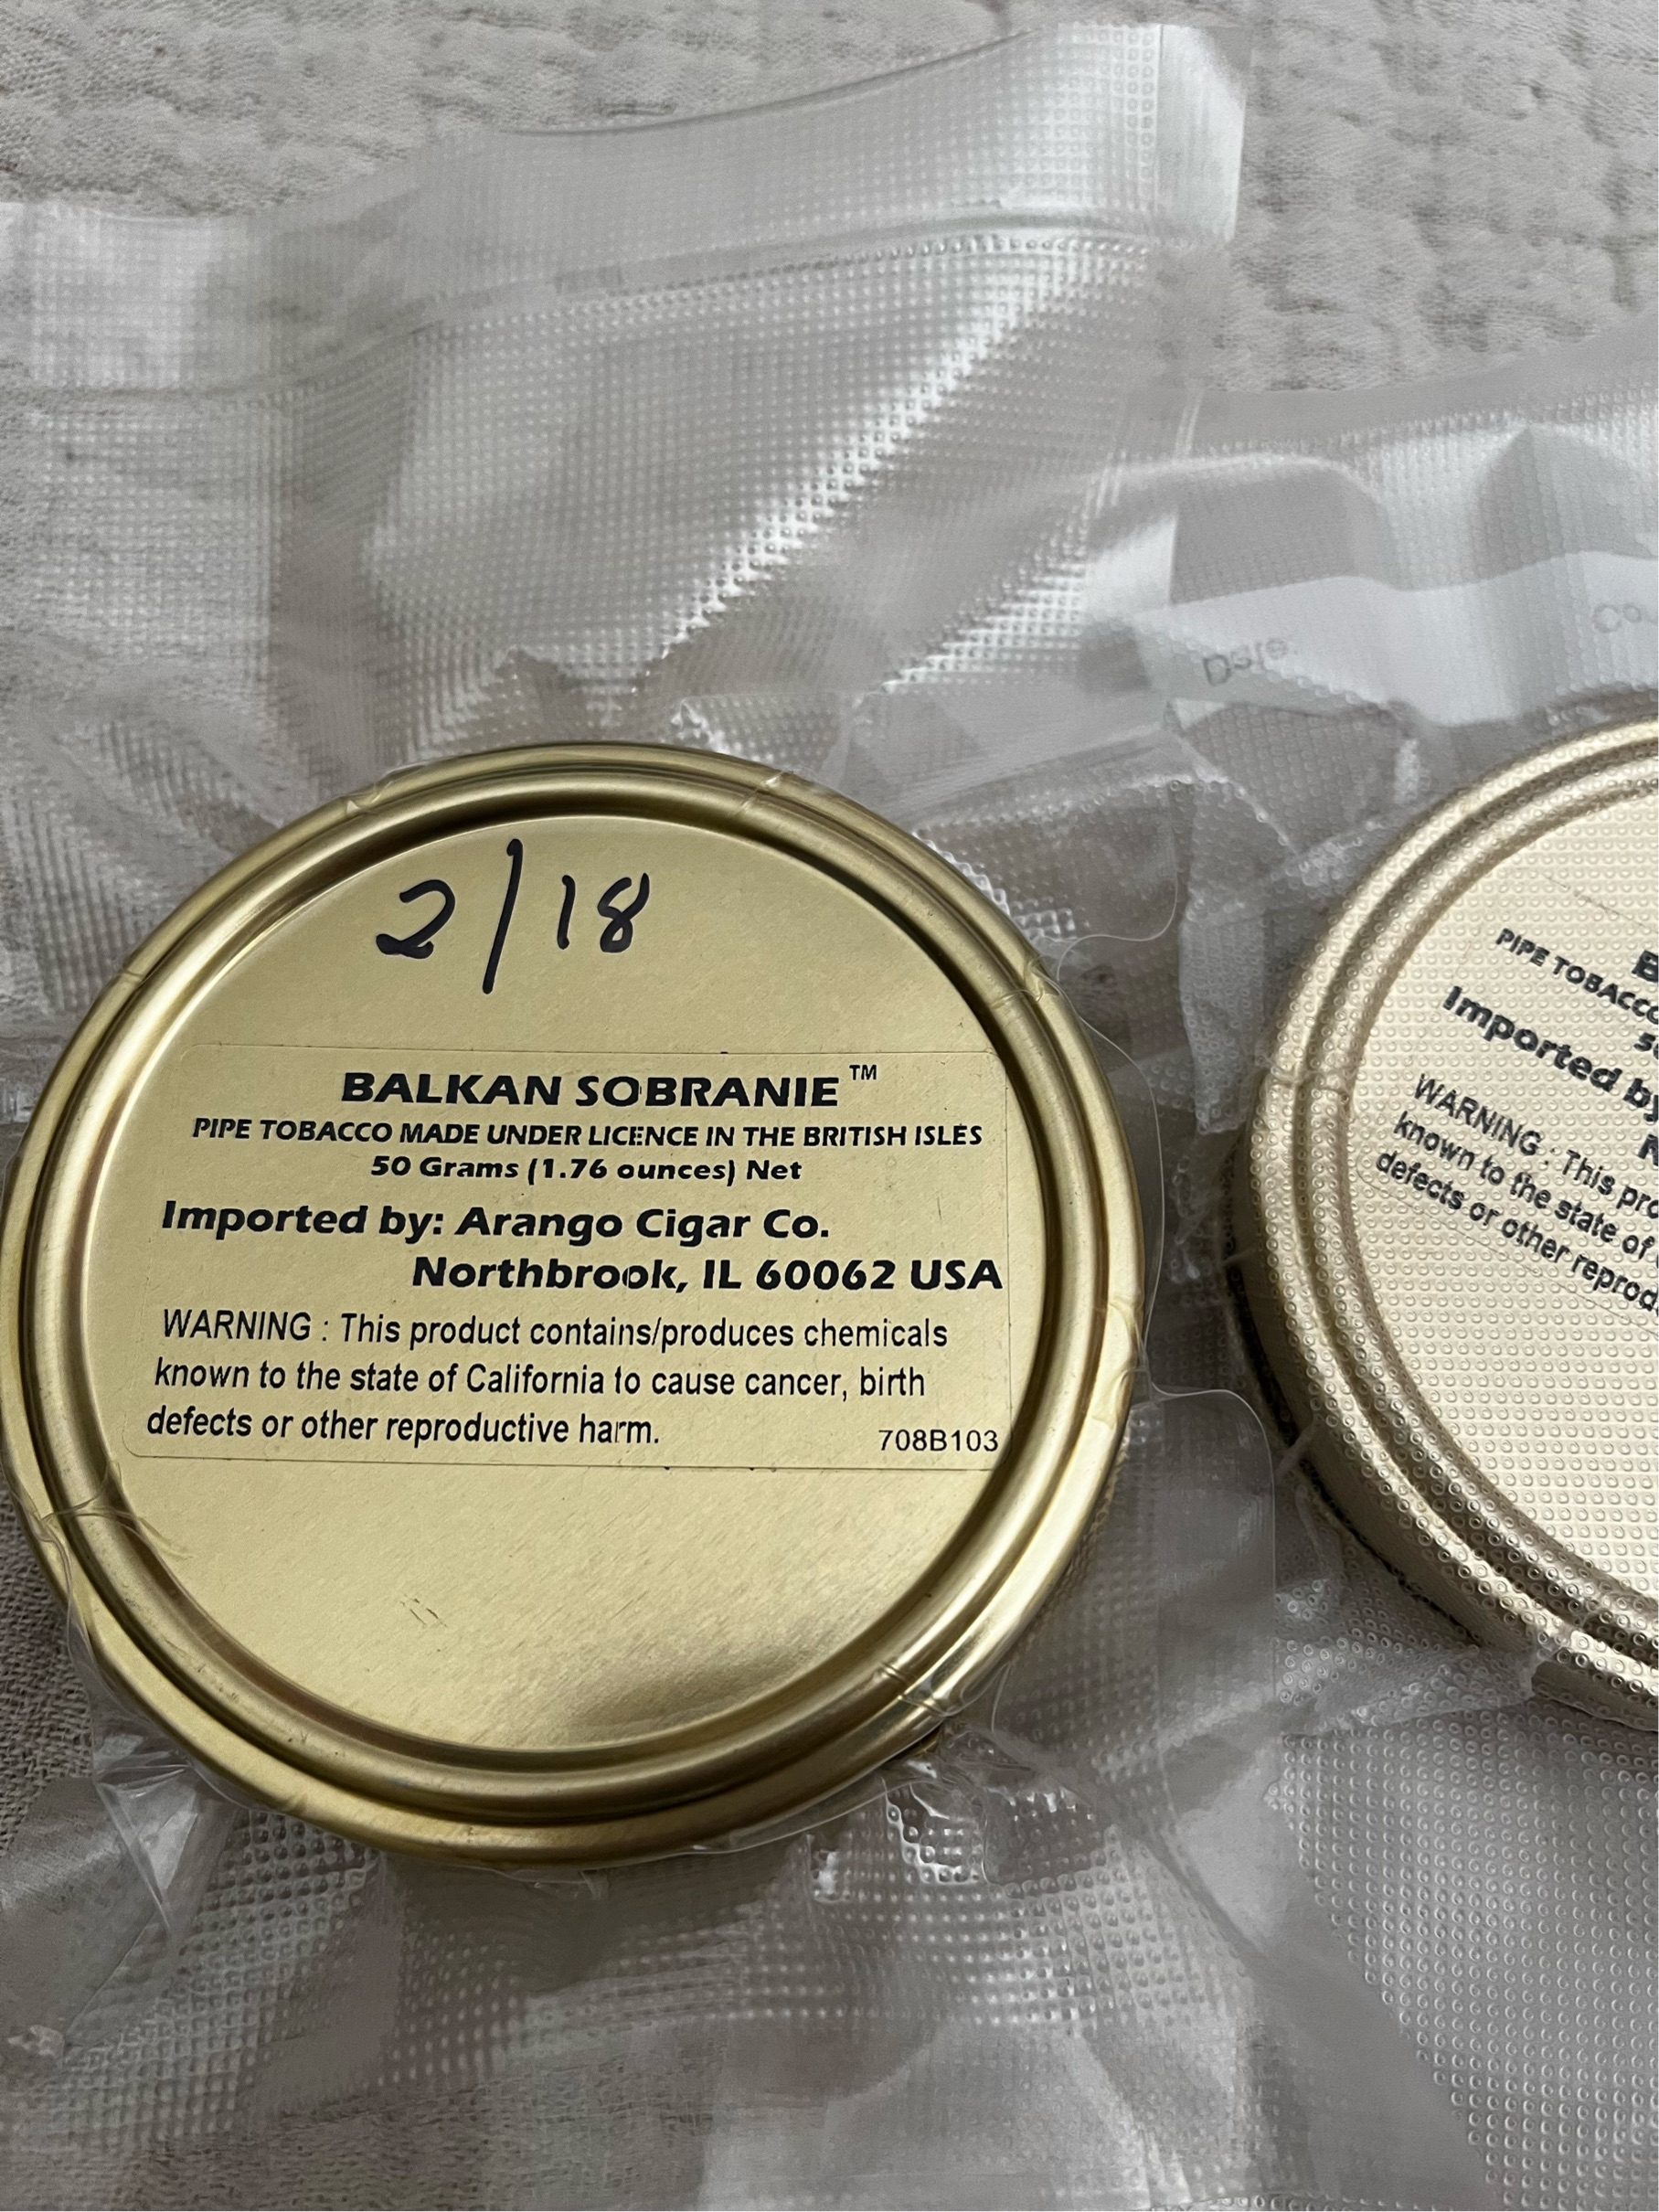 2/18
BALKAN SOBRANIE™
PIPE TOBACCO MADE UNDER LICENCE IN THE BRITISH ISLES
50 Grams (1.76 ounces) Net
Imported by: Arango Cigar Co.
Northbrook, IL 60062 USA
WARNING : This product contains/produces chemicals
known to the state of California to cause cancer, birth
defects or other reproductive harm.
708B103
Date:
PIPE TOBACCO
Imported by
WARNING : This
known to the state of
defects or other